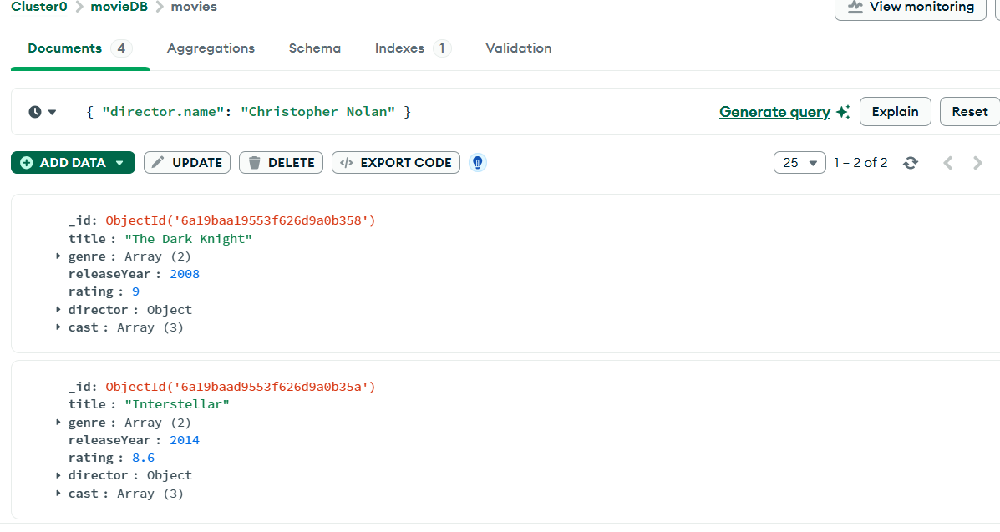 Cluster0 > movieDB > movies
View monitoring
Documents 4 Aggregations Schema Indexes 1 Validation
{ "director.name": "Christopher Nolan" }
Generate query Explain Reset
ADD DATA UPDATE DELETE </> EXPORT CODE 25 1 – 2 of 2
_id: ObjectId('6a19baa19553f626d9a0b358')
title : "The Dark Knight"
genre : Array (2)
releaseYear : 2008
rating : 9
director : Object
cast : Array (3)
_id: ObjectId('6a19baad9553f626d9a0b35a')
title : "Interstellar"
genre : Array (2)
releaseYear : 2014
rating : 8.6
director : Object
cast : Array (3)